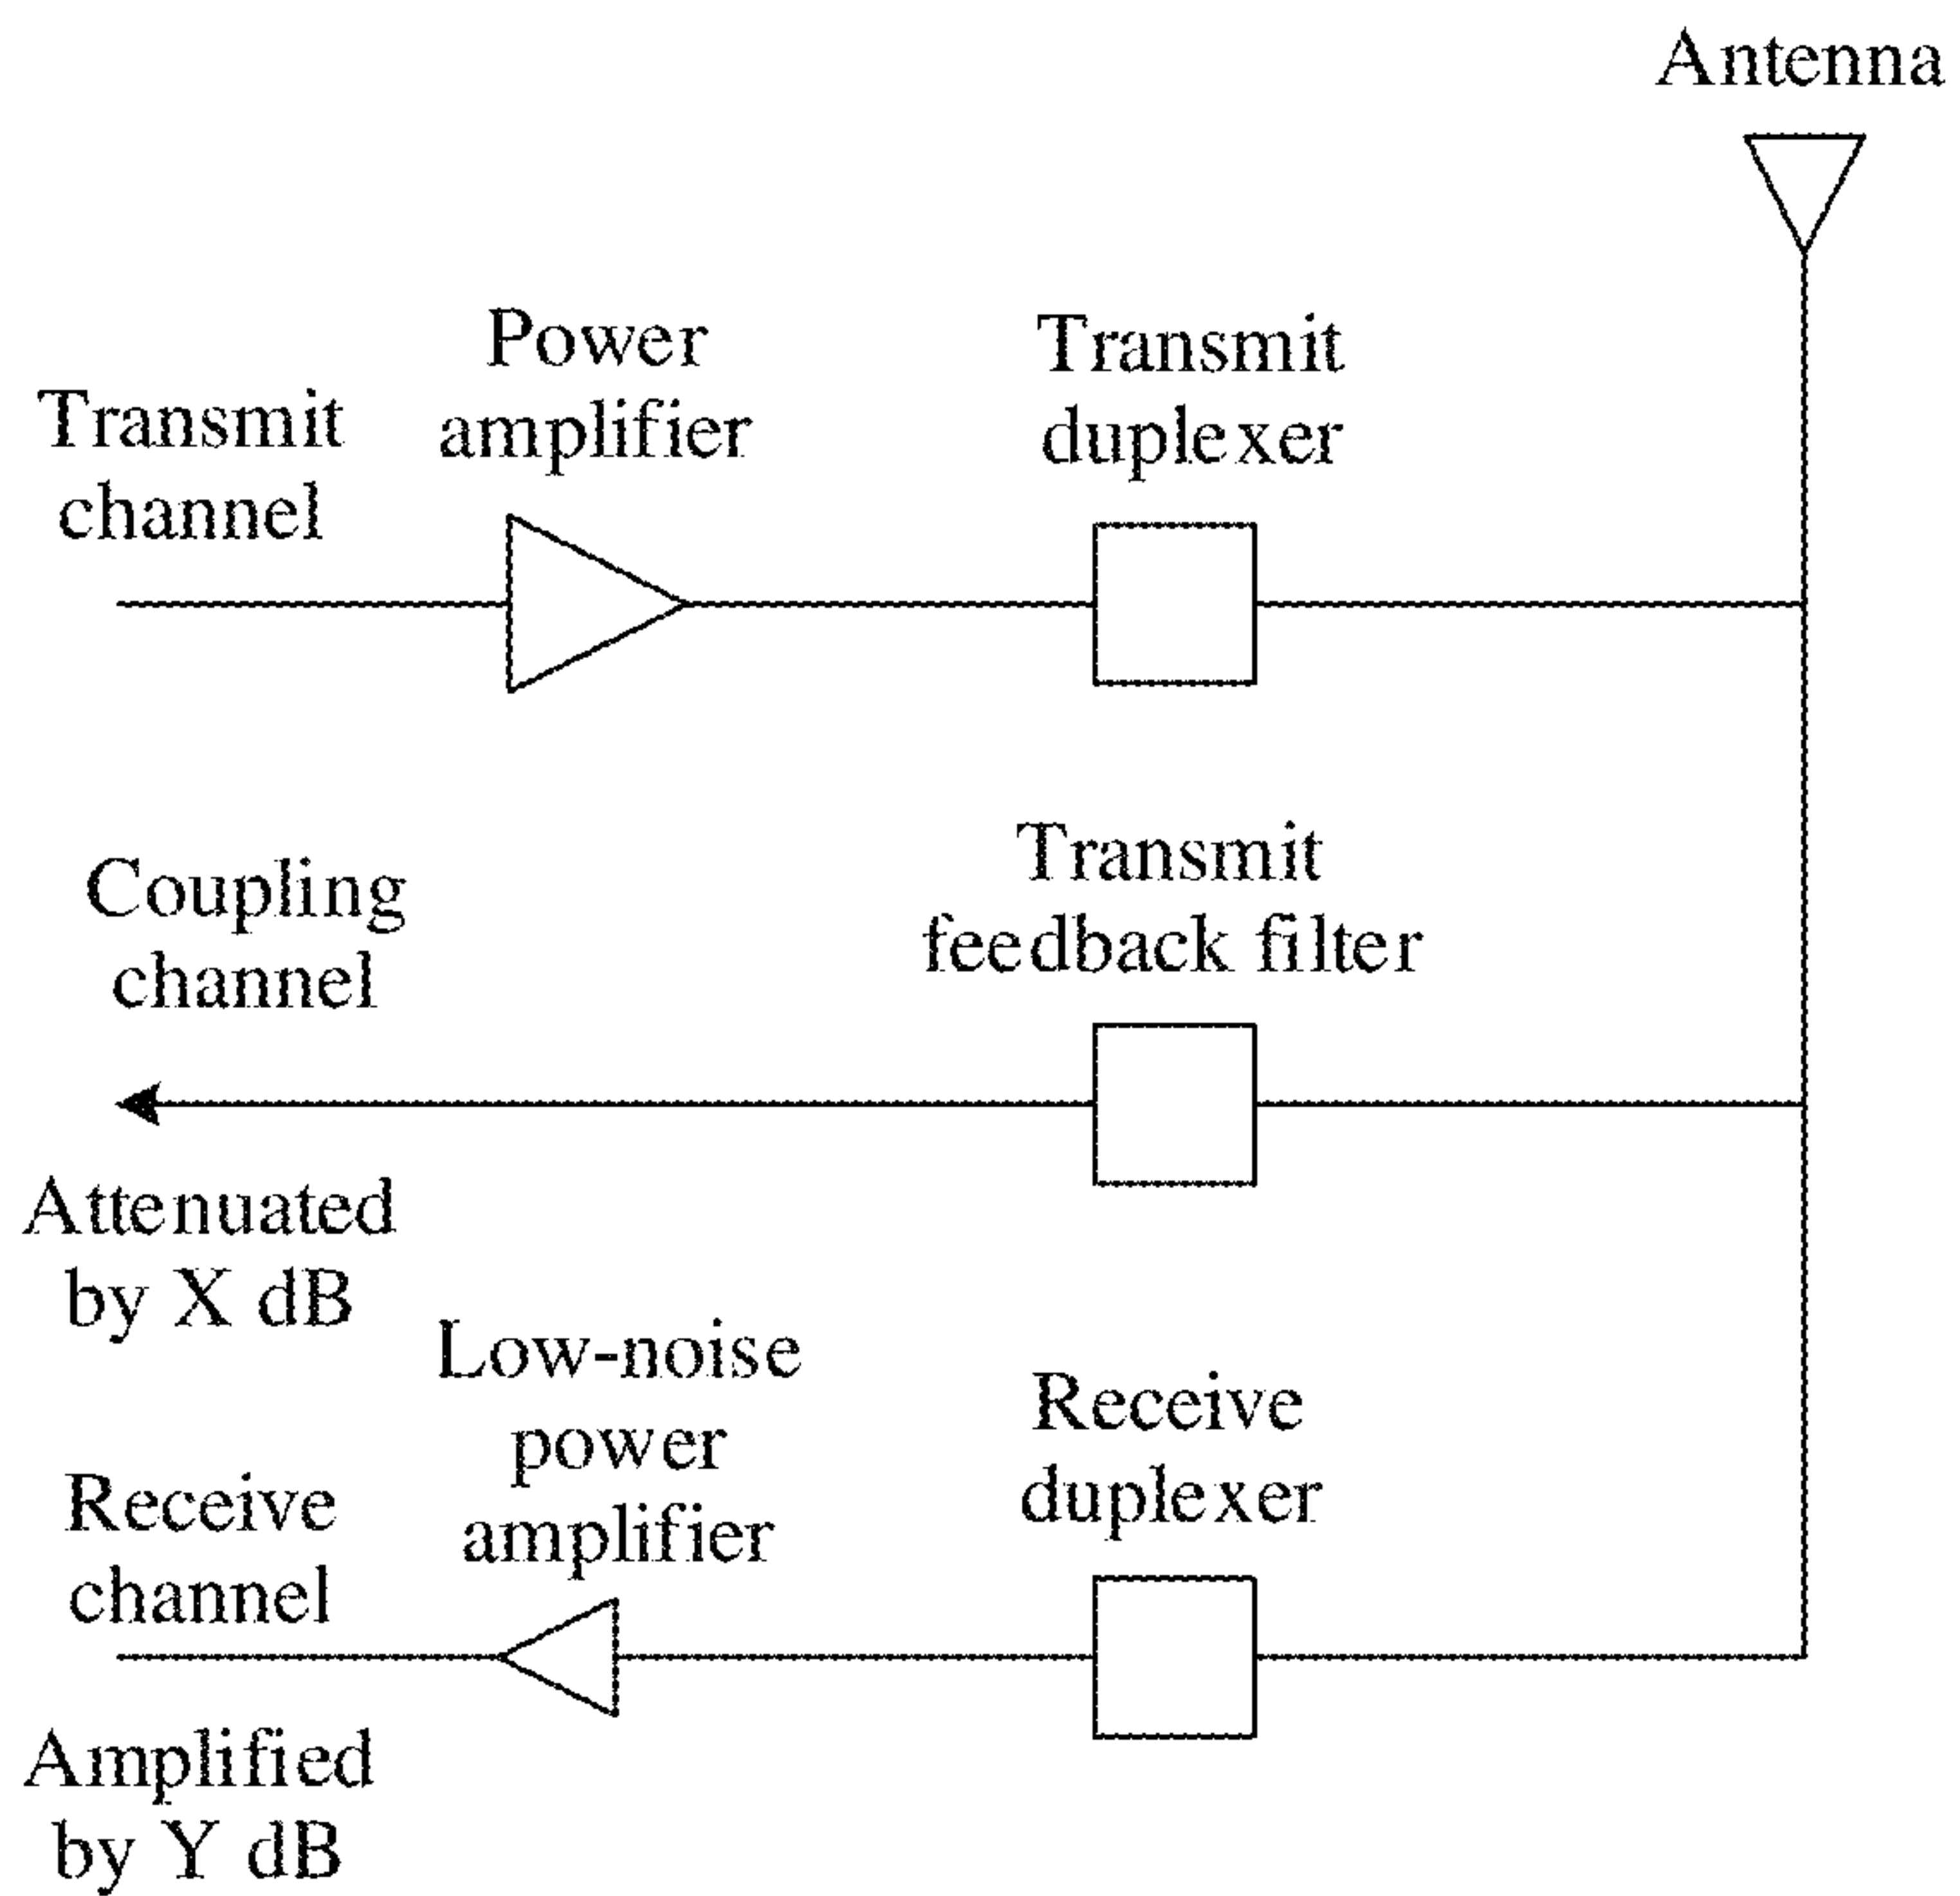 Antenna
Power
amplifier
Transmit
duplexer
Transmit
channel
Transmit
feedback filter
Coupling
channel
Attenuated
by X dB
Low-noise
power
amplifier
Receive
duplexer
Receive
channel
Amplified
by Y dB